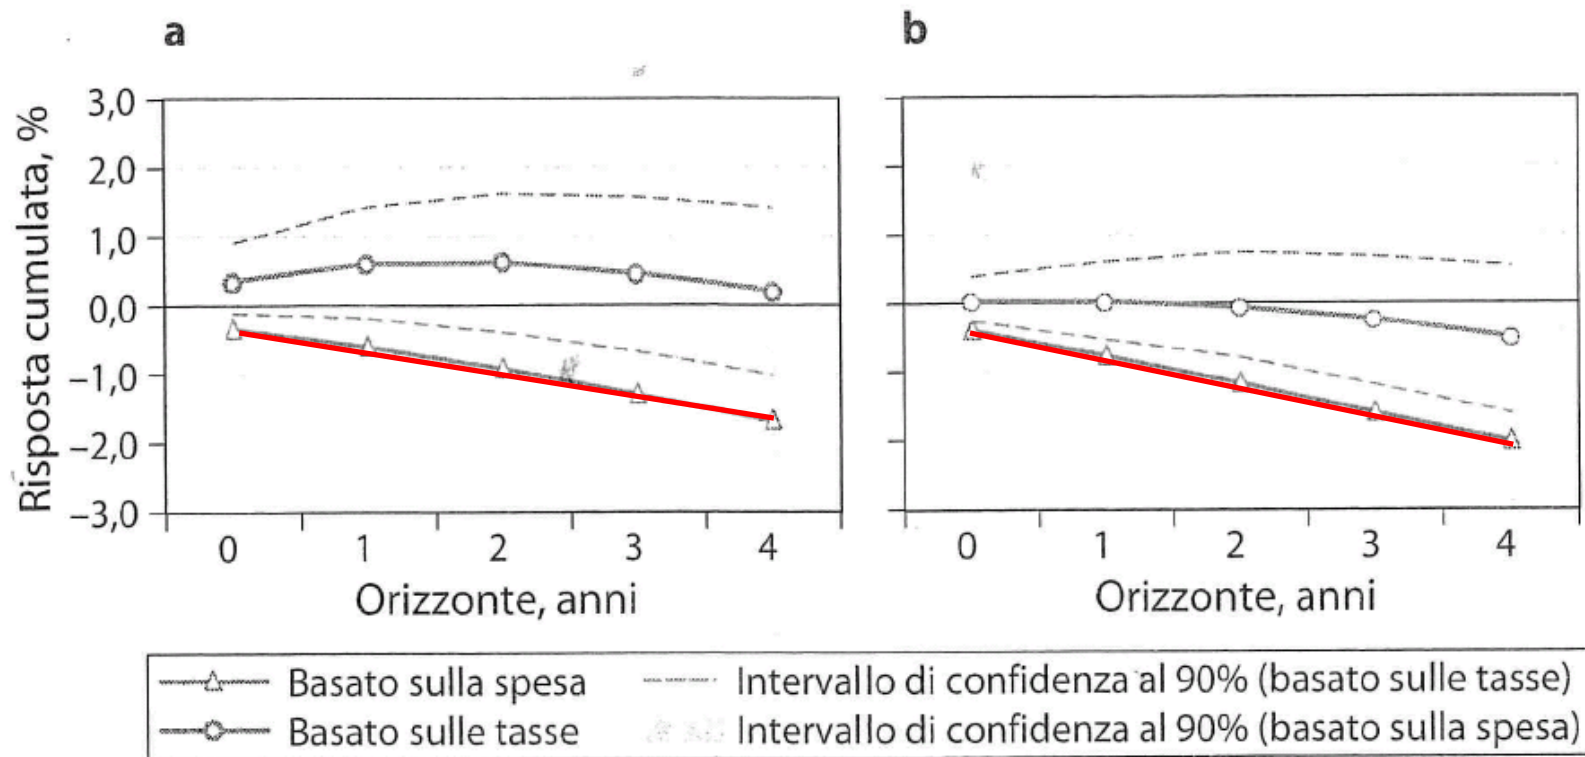 a
b
Risposta cumulata, %
3,0
2,0
1,0
0,0
−1,0
−2,0
−3,0
0 1 2 3 4
0 1 2 3 4
Orizzonte, anni
Orizzonte, anni
Basato sulla spesa
Intervallo di confidenza al 90% (basato sulle tasse)
Basato sulle tasse
Intervallo di confidenza al 90% (basato sulla spesa)